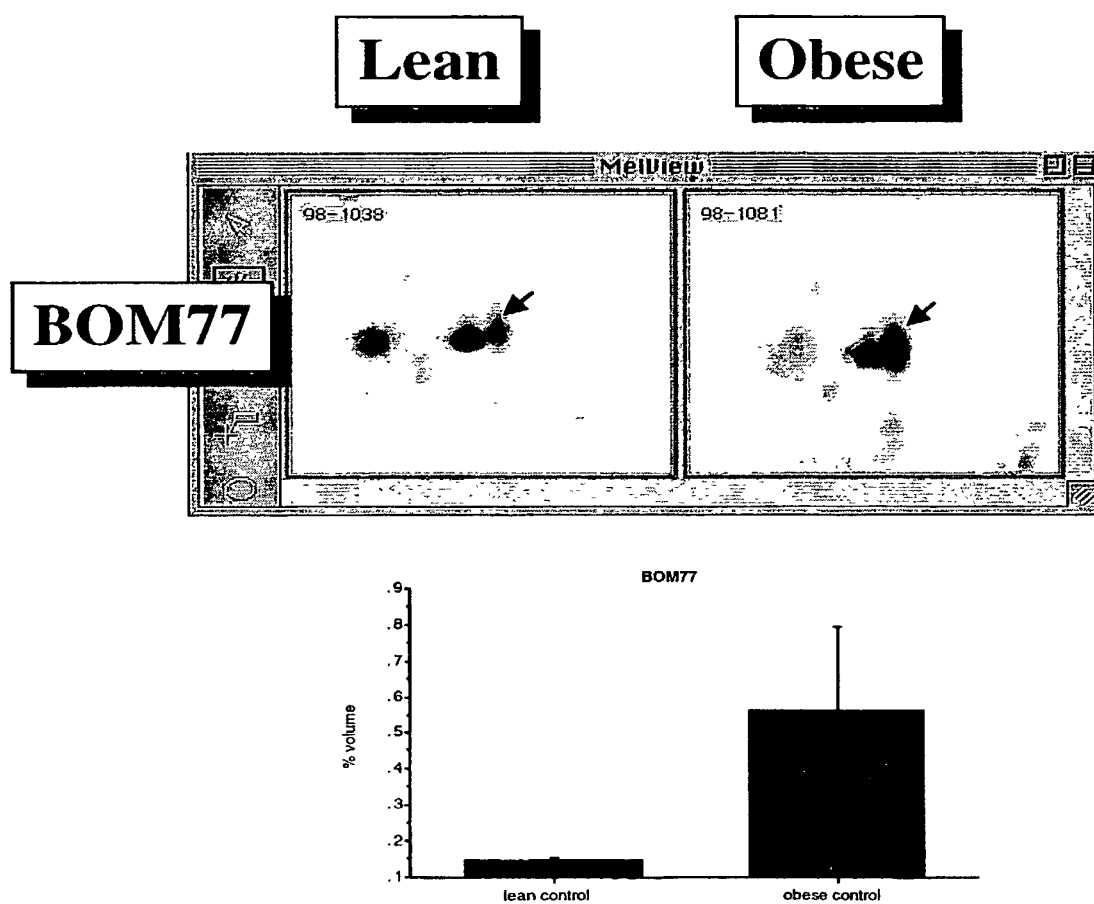 Lean
Obese
MelView
98-1038
98-1081
BOM77
BOM77
.9
.8
.7
.6
.5
.4
.3
.2
.1
% volume
lean control
obese control